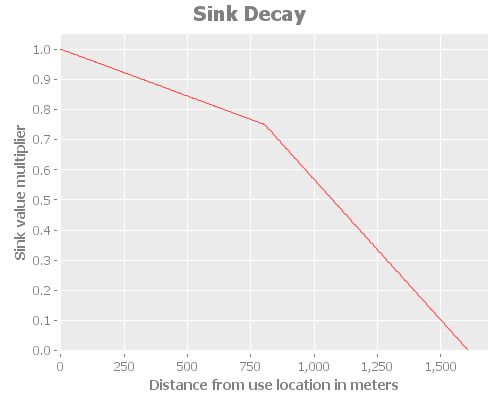 Sink Decay
Sink value multiplier
1.0
0.9
0.8
0.7
0.6
0.5
0.4
0.3
0.2
0.1
0.0
0 250 500 750 1,000 1,250 1,500
Distance from use location in meters